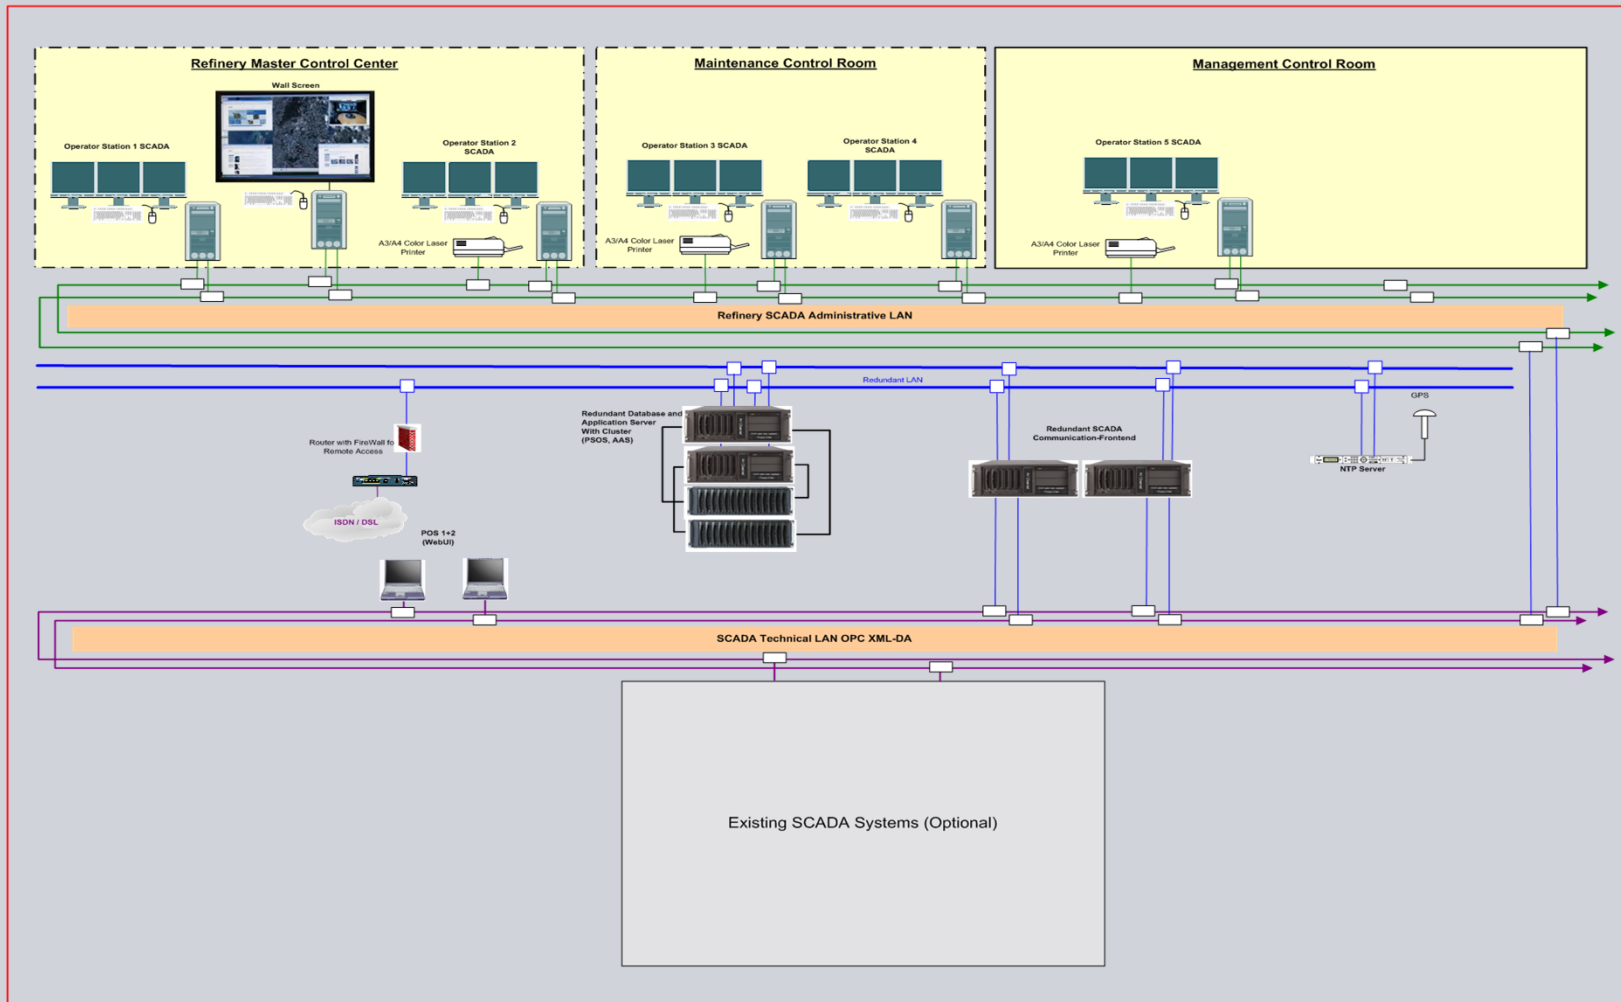 Refinery Master Control Center
Wall Screen
Operator Station 1 SCADA
Operator Station 2
SCADA
A3/A4 Color Laser
Printer
Maintenance Control Room
Operator Station 3 SCADA
Operator Station 4
SCADA
A3/A4 Color Laser
Printer
Management Control Room
Operator Station 5 SCADA
A3/A4 Color Laser
Printer
Refinery SCADA Administrative LAN
Redundant LAN
Router with FireWall fo
Remote Access
ISDN / DSL
POS 1+2
(WebUI)
Redundant Database and
Application Server
With Cluster
(PSOS, AAS)
Redundant SCADA
Communication-Frontend
GPS
NTP Server
SCADA Technical LAN OPC XML-DA
Existing SCADA Systems (Optional)